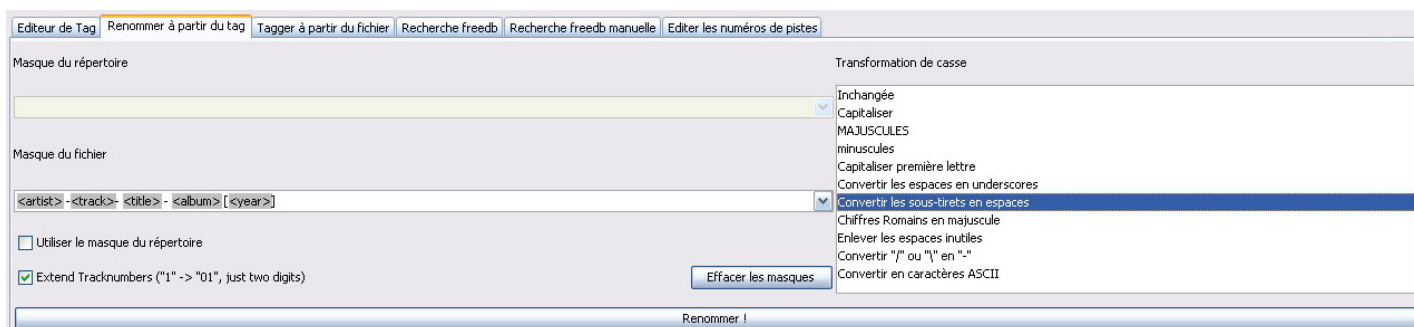 Editeur de Tag Renommer à partir du tag Tagger à partir du fichier Recherche freedb Recherche freedb manuelle Editer les numéros de pistes
Masque du répertoire
Masque du fichier
<artist> -<track>- <title> - <album> [<year>]
Utiliser le masque du répertoire
Extend Tracknumbers ("1" -> "01", just two digits)
Effacer les masques
Transformation de casse
Inchangée
Capitaliser
MAJUSCULES
minuscules
Capitaliser première lettre
Convertir les espaces en underscores
Convertir les sous-tirets en espaces
Chiffres Romains en majuscule
Enlever les espaces inutiles
Convertir "/" ou "\" en "-"
Convertir en caractères ASCII
Renommer !